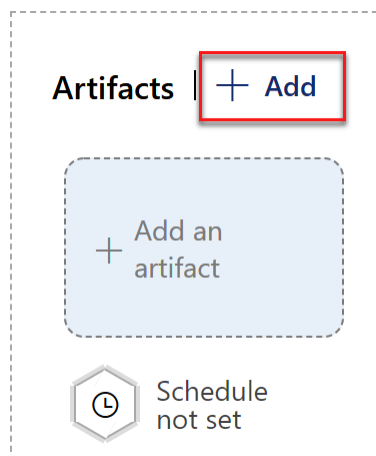 Artifacts | + Add
+ Add an
artifact
Schedule
not set